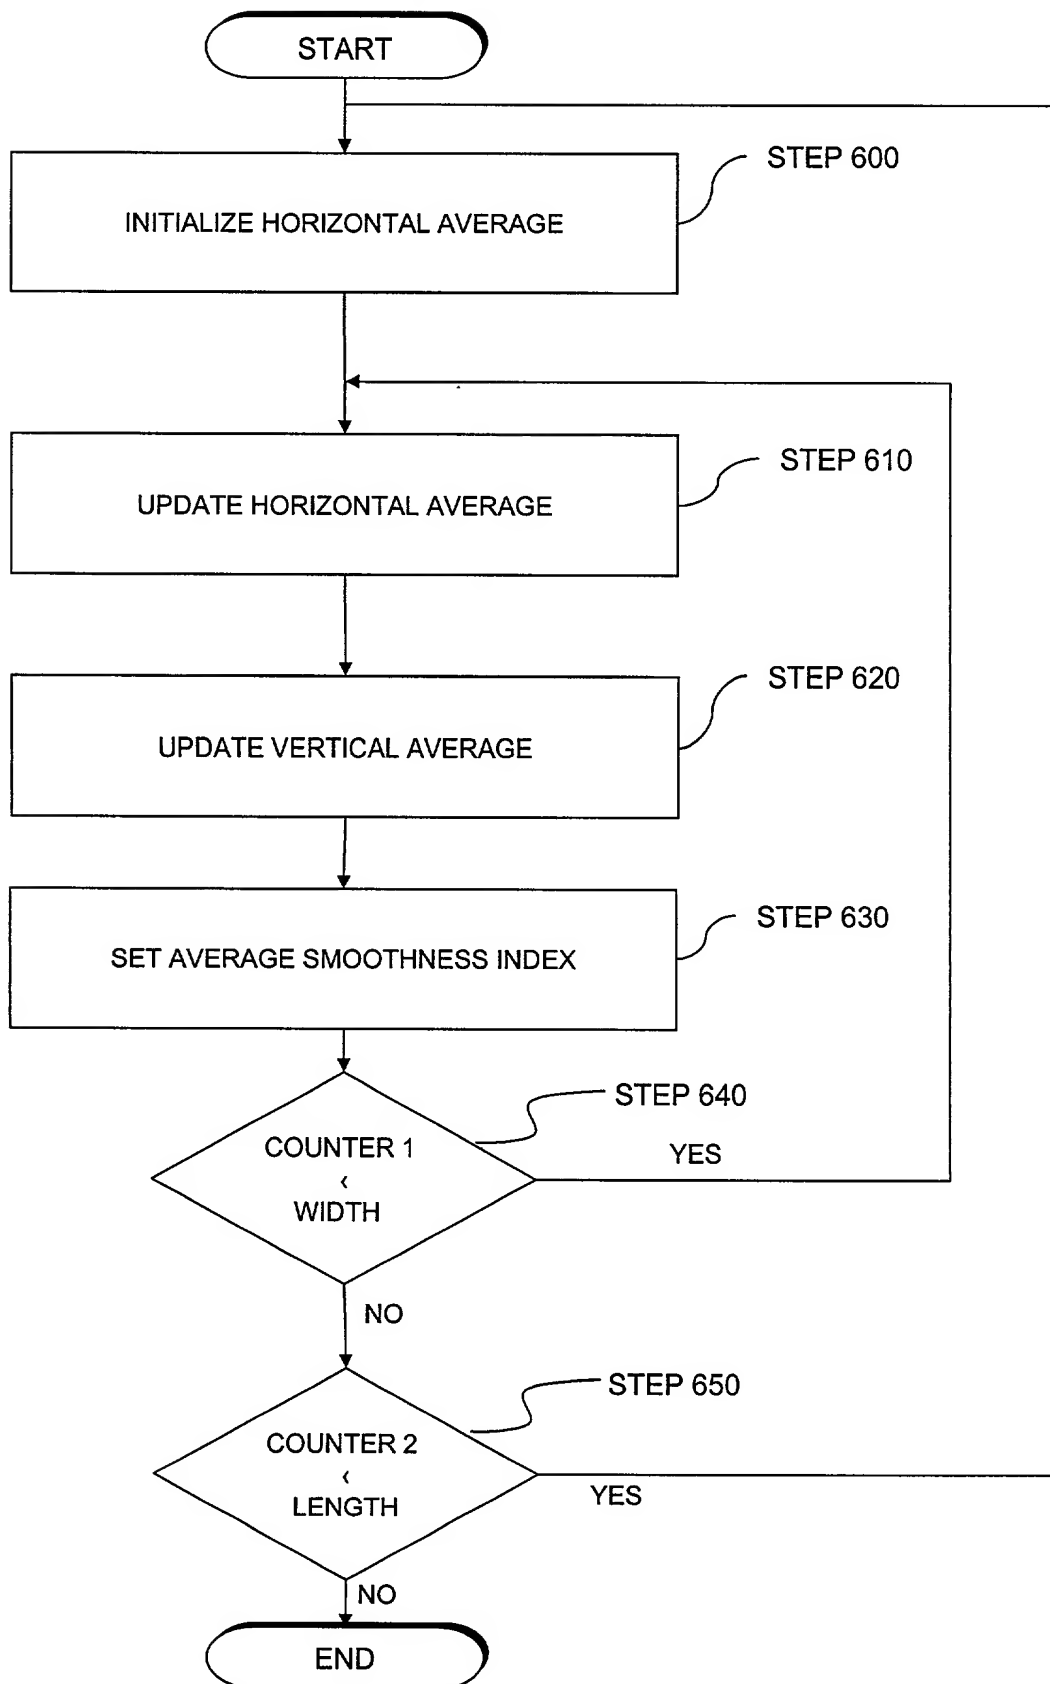 START
STEP 600
INITIALIZE HORIZONTAL AVERAGE
STEP 610
UPDATE HORIZONTAL AVERAGE
STEP 620
UPDATE VERTICAL AVERAGE
STEP 630
SET AVERAGE SMOOTHNESS INDEX
STEP 640
COUNTER 1
<
WIDTH
YES
NO
STEP 650
COUNTER 2
<
LENGTH
YES
NO
END